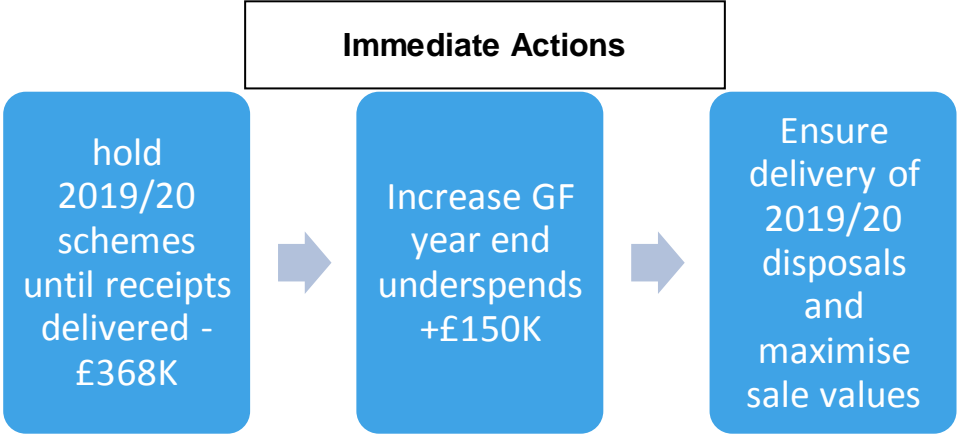 Immediate Actions
hold
2019/20
schemes
until receipts
delivered -
£368K
Increase GF
year end
underspends
+£150K
Ensure
delivery of
2019/20
disposals
and
maximise
sale values